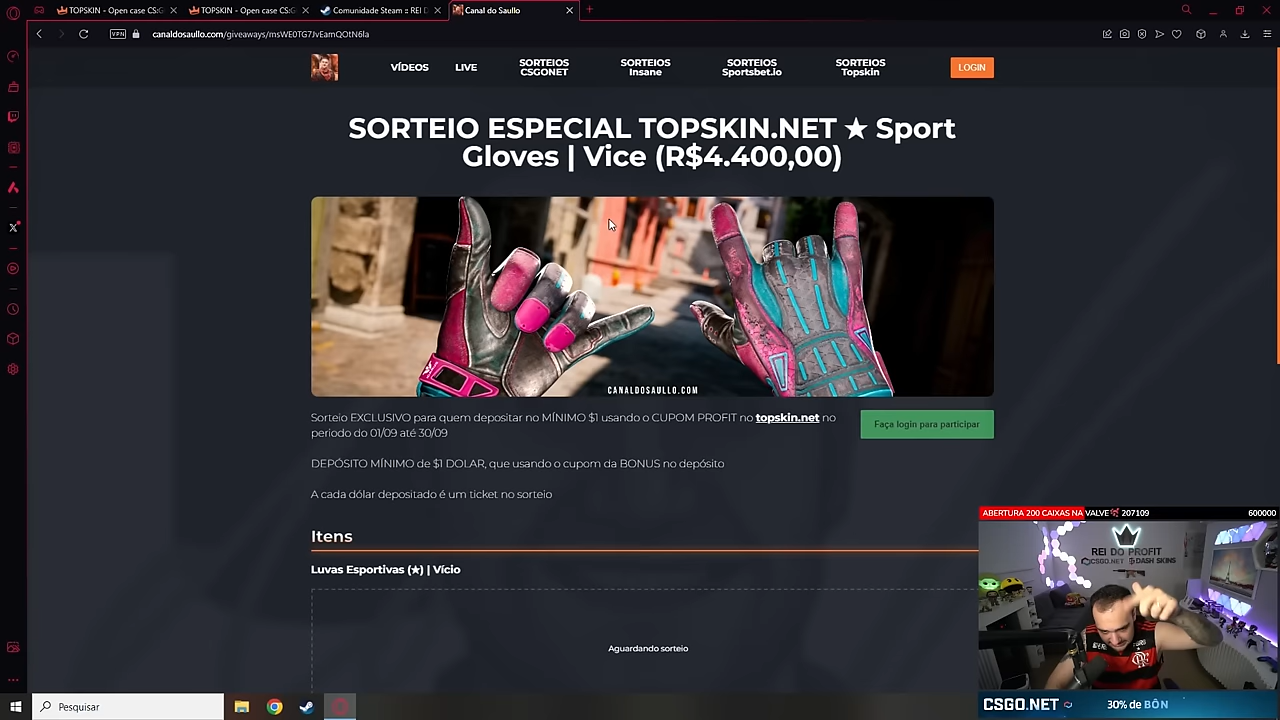 TOPSKIN - Open case CS:G
TOPSKIN - Open case CS:G
Comunidade Steam :: REI D
Canal do Saullo
VPN
canaldosaullo.com/giveaways/msWE0TG7JvEamQOtN6la
VÍDEOS
LIVE
SORTEIOS
CSGONET
SORTEIOS
Insane
SORTEIOS
Sportsbet.io
SORTEIOS
Topskin
LOGIN
SORTEIO ESPECIAL TOPSKIN.NET ★ Sport
Gloves | Vice (R$4.400,00)
CANALDOSAULLO.COM
Sorteio EXCLUSIVO para quem depositar no MÍNIMO $1 usando o CUPOM PROFIT no topskin.net no
período do 01/09 até 30/09
Faça login para participar
DEPÓSITO MÍNIMO de $1 DOLAR, que usando o cupom da BONUS no depósito
A cada dólar depositado é um ticket no sorteio
Itens
Luvas Esportivas (★) | Vício
Aguardando sorteio
ABERTURA 200 CAIXAS NA VALVE 207109 600000
REI DO PROFIT
CSGO.NET DASH SKINS
CSGO.NET
30% de BÔN
Pesquisar